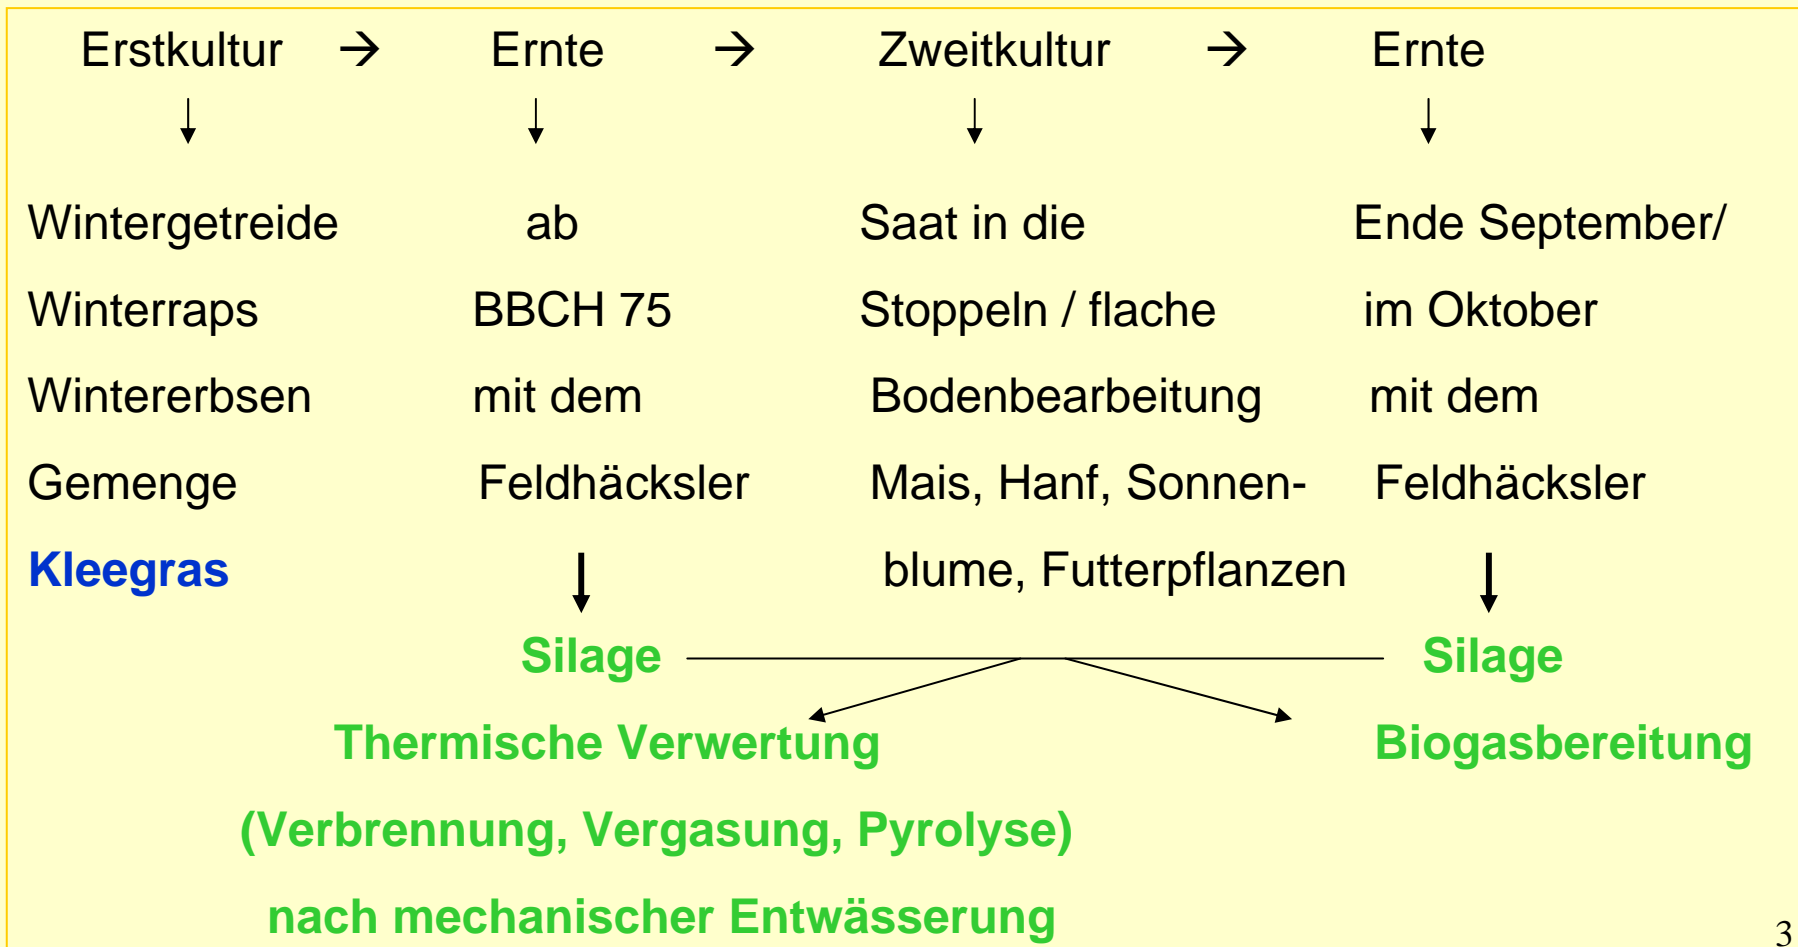 Erstkultur → Ernte → Zweitkultur → Ernte
Wintergetreide ab Saat in die Ende September/
Winterraps BBCH 75 Stoppeln / flache im Oktober
Wintererbsen mit dem Bodenbearbeitung mit dem
Gemenge Feldhäcksler Mais, Hanf, Sonnen- Feldhäcksler
Kleegras blume, Futterpflanzen
Silage Silage
Thermische Verwertung Biogasbereitung
(Verbrennung, Vergasung, Pyrolyse)
nach mechanischer Entwässerung
3